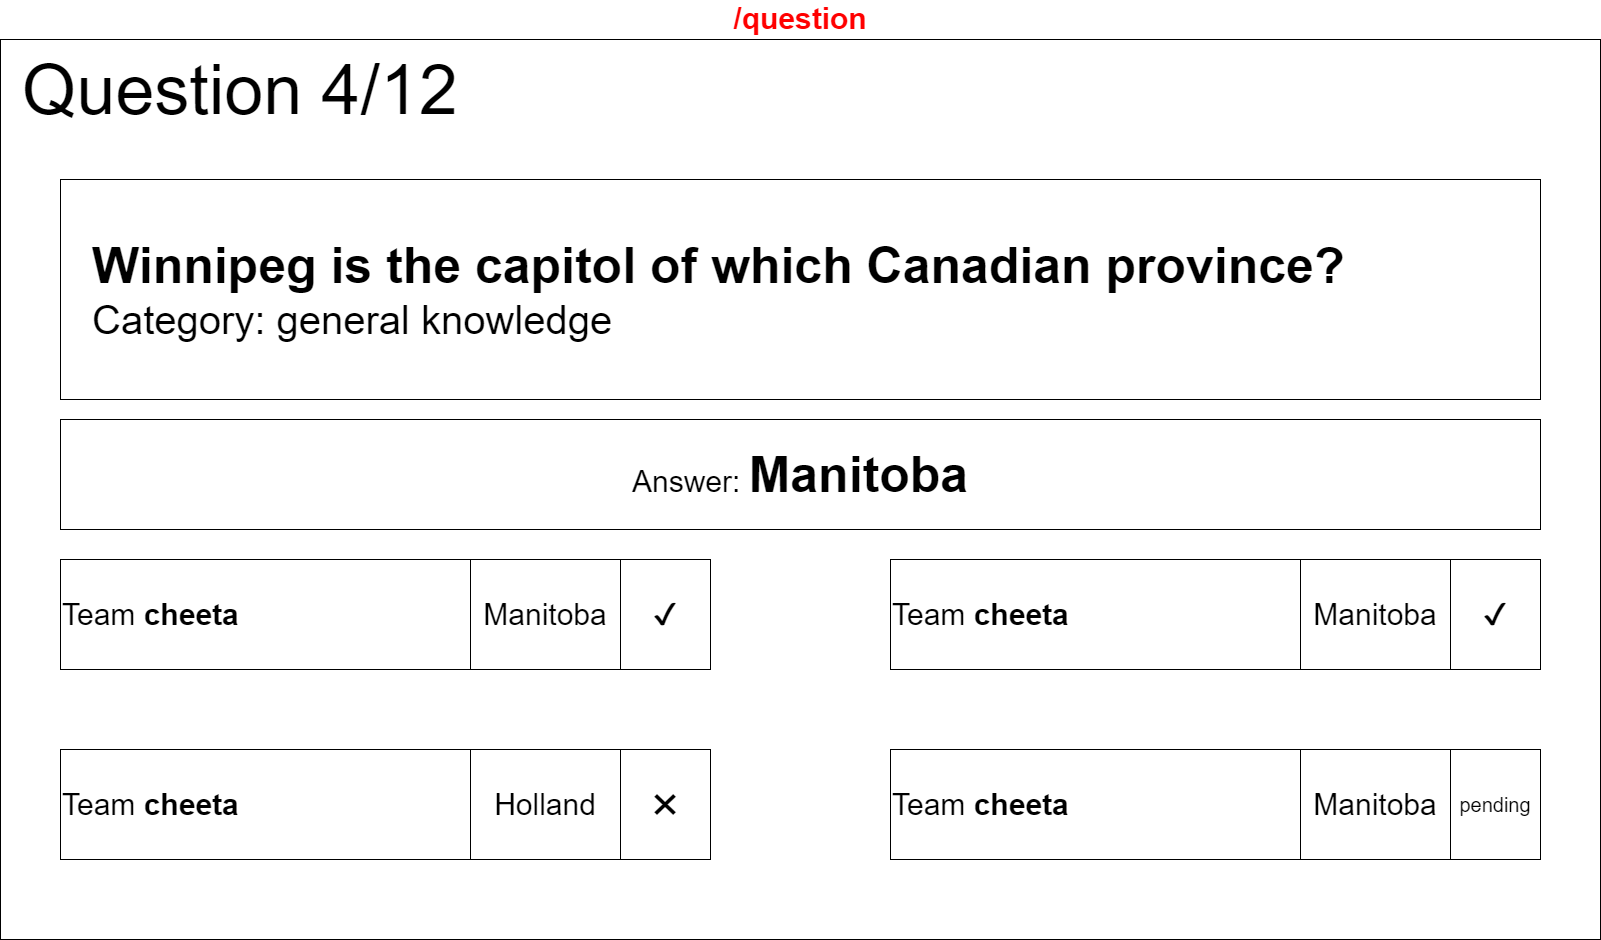 /question
Question 4/12
Winnipeg is the capitol of which Canadian province?
Category: general knowledge
Answer: Manitoba
Team cheeta Manitoba ✓
Team cheeta Manitoba ✓
Team cheeta Holland ✕
Team cheeta Manitoba pending